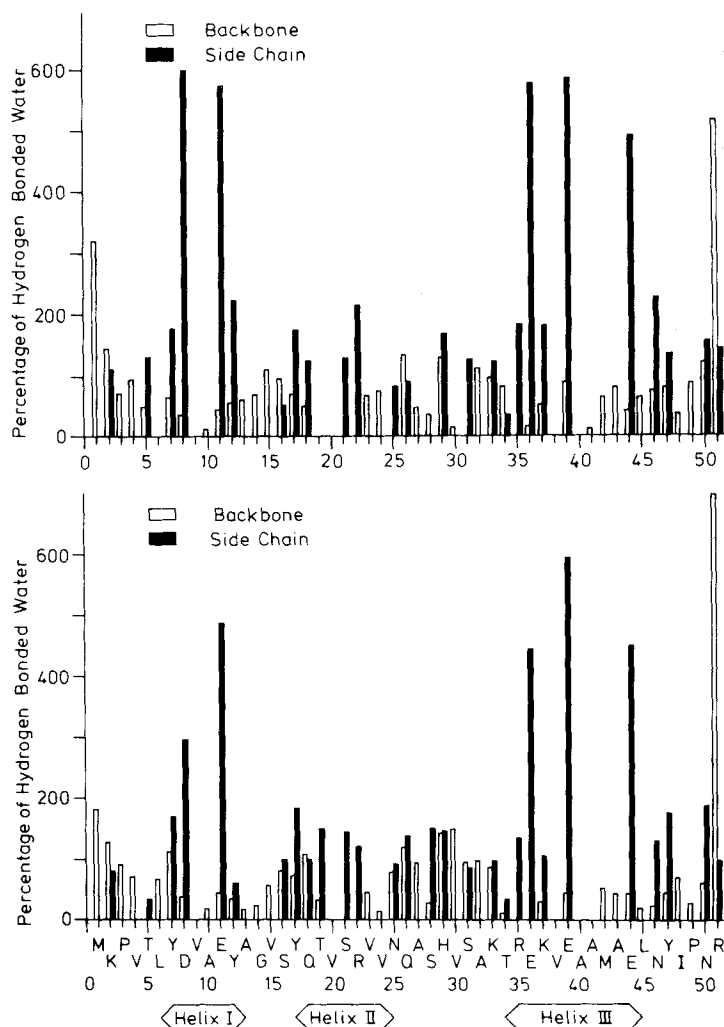 Backbone
Side Chain
Percentage of Hydrogen Bonded Water
600
400
200
0
0 5 10 15 20 25 30 35 40 45 50
Backbone
Side Chain
Percentage of Hydrogen Bonded Water
600
400
200
0
M P T Y V E A V Y T S V N A H S K R K E A A L Y P R
K V L D A Y G S Q V R V Q S V A T E V A M E N I N
0 5 10 15 20 25 30 35 40 45 50
Helix I Helix II Helix III